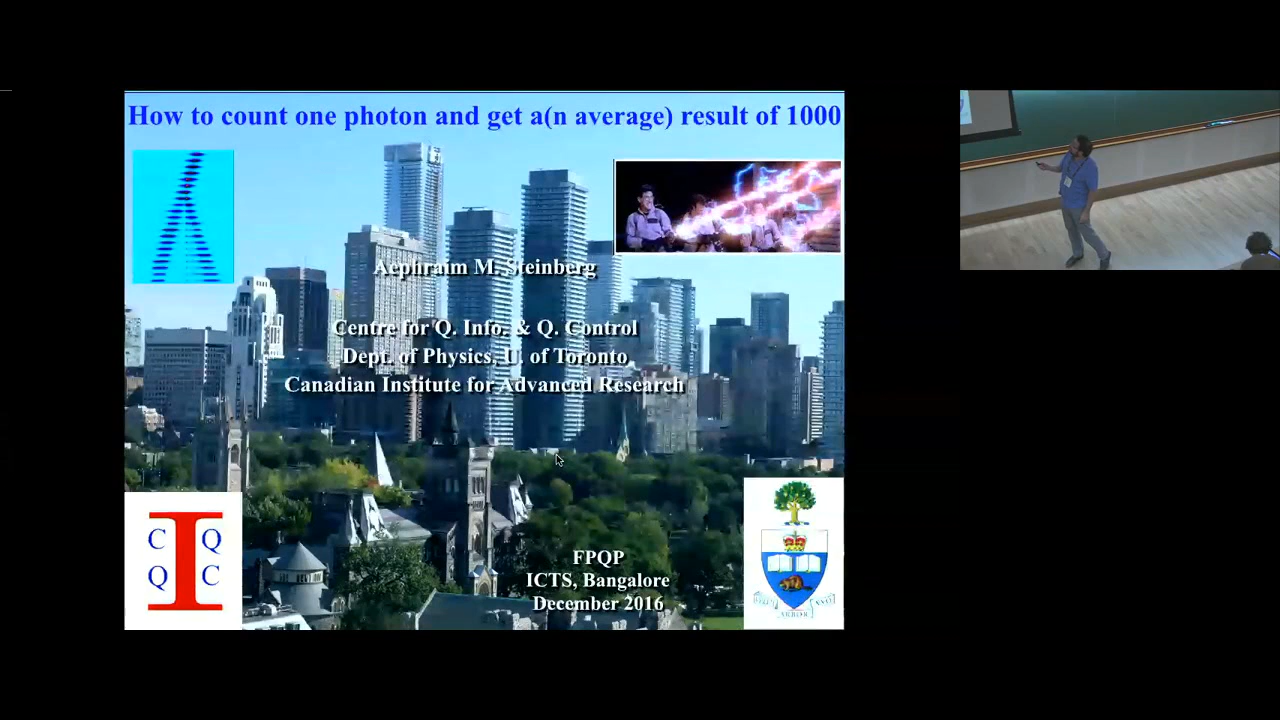 How to count one photon and get a(n average) result of 1000
Aephraim M. Steinberg
Centre for Q. Info. & Q. Control
Dept. of Physics, U. of Toronto
Canadian Institute for Advanced Research
C Q
I
Q C
FPQP
ICTS, Bangalore
December 2016
ARBOR